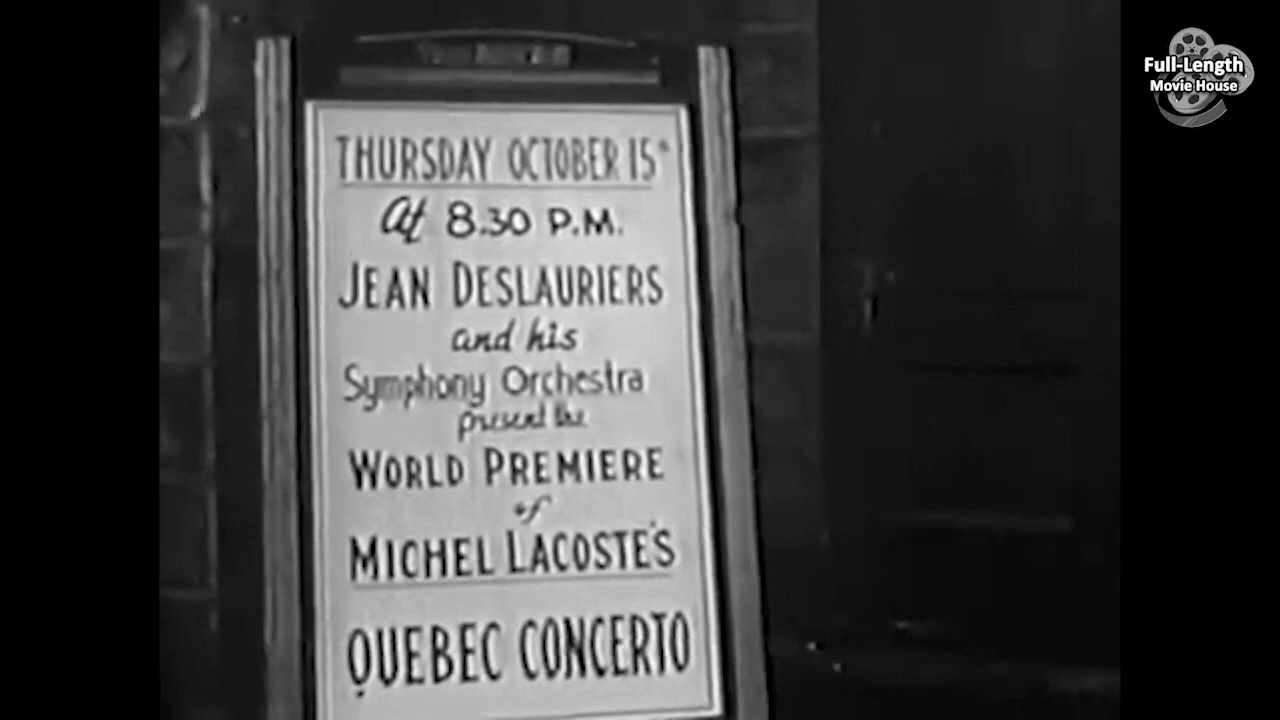 THURSDAY OCTOBER 15th
At 8.30 P.M.
JEAN DESLAURIERS
and his
Symphony Orchestra
present the
WORLD PREMIERE
of
MICHEL LACOSTE'S
QUEBEC CONCERTO
Full-Length
Movie House